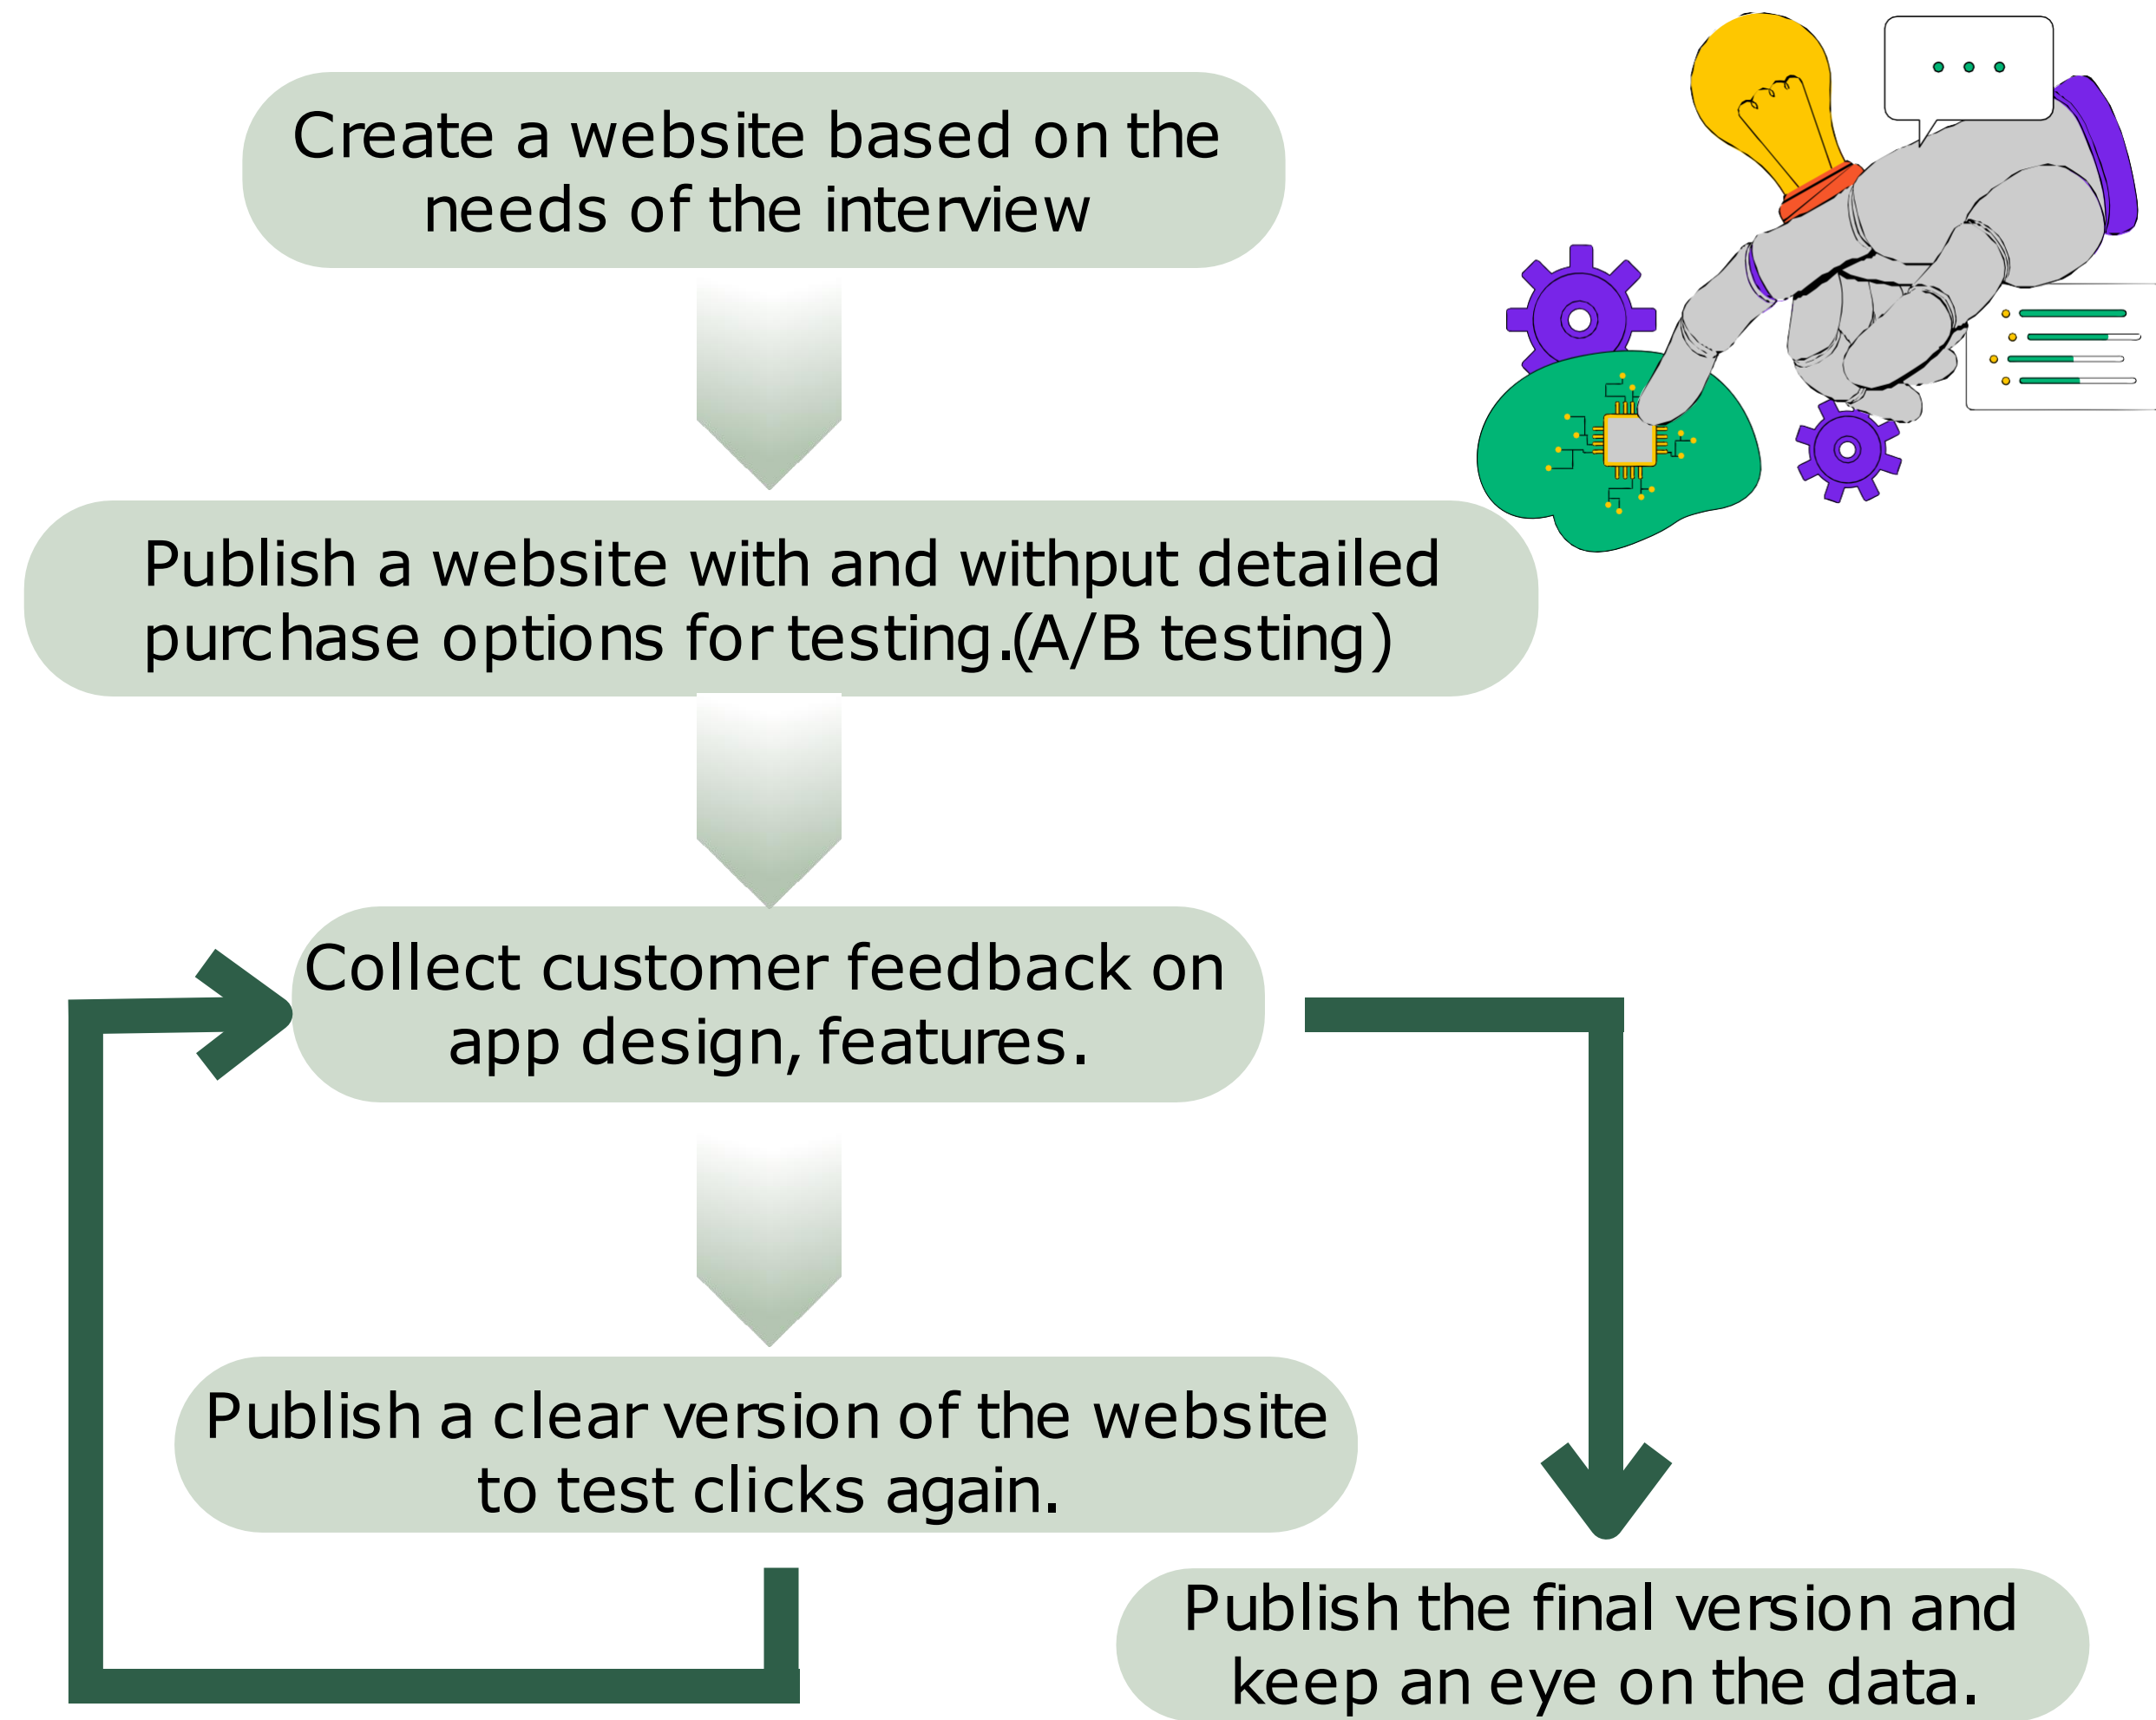 Create a website based on the
needs of the interview
Publish a website with and withput detailed
purchase options for testing.(A/B testing)
Collect customer feedback on
app design, features.
Publish a clear version of the website
to test clicks again.
Publish the final version and
keep an eye on the data.